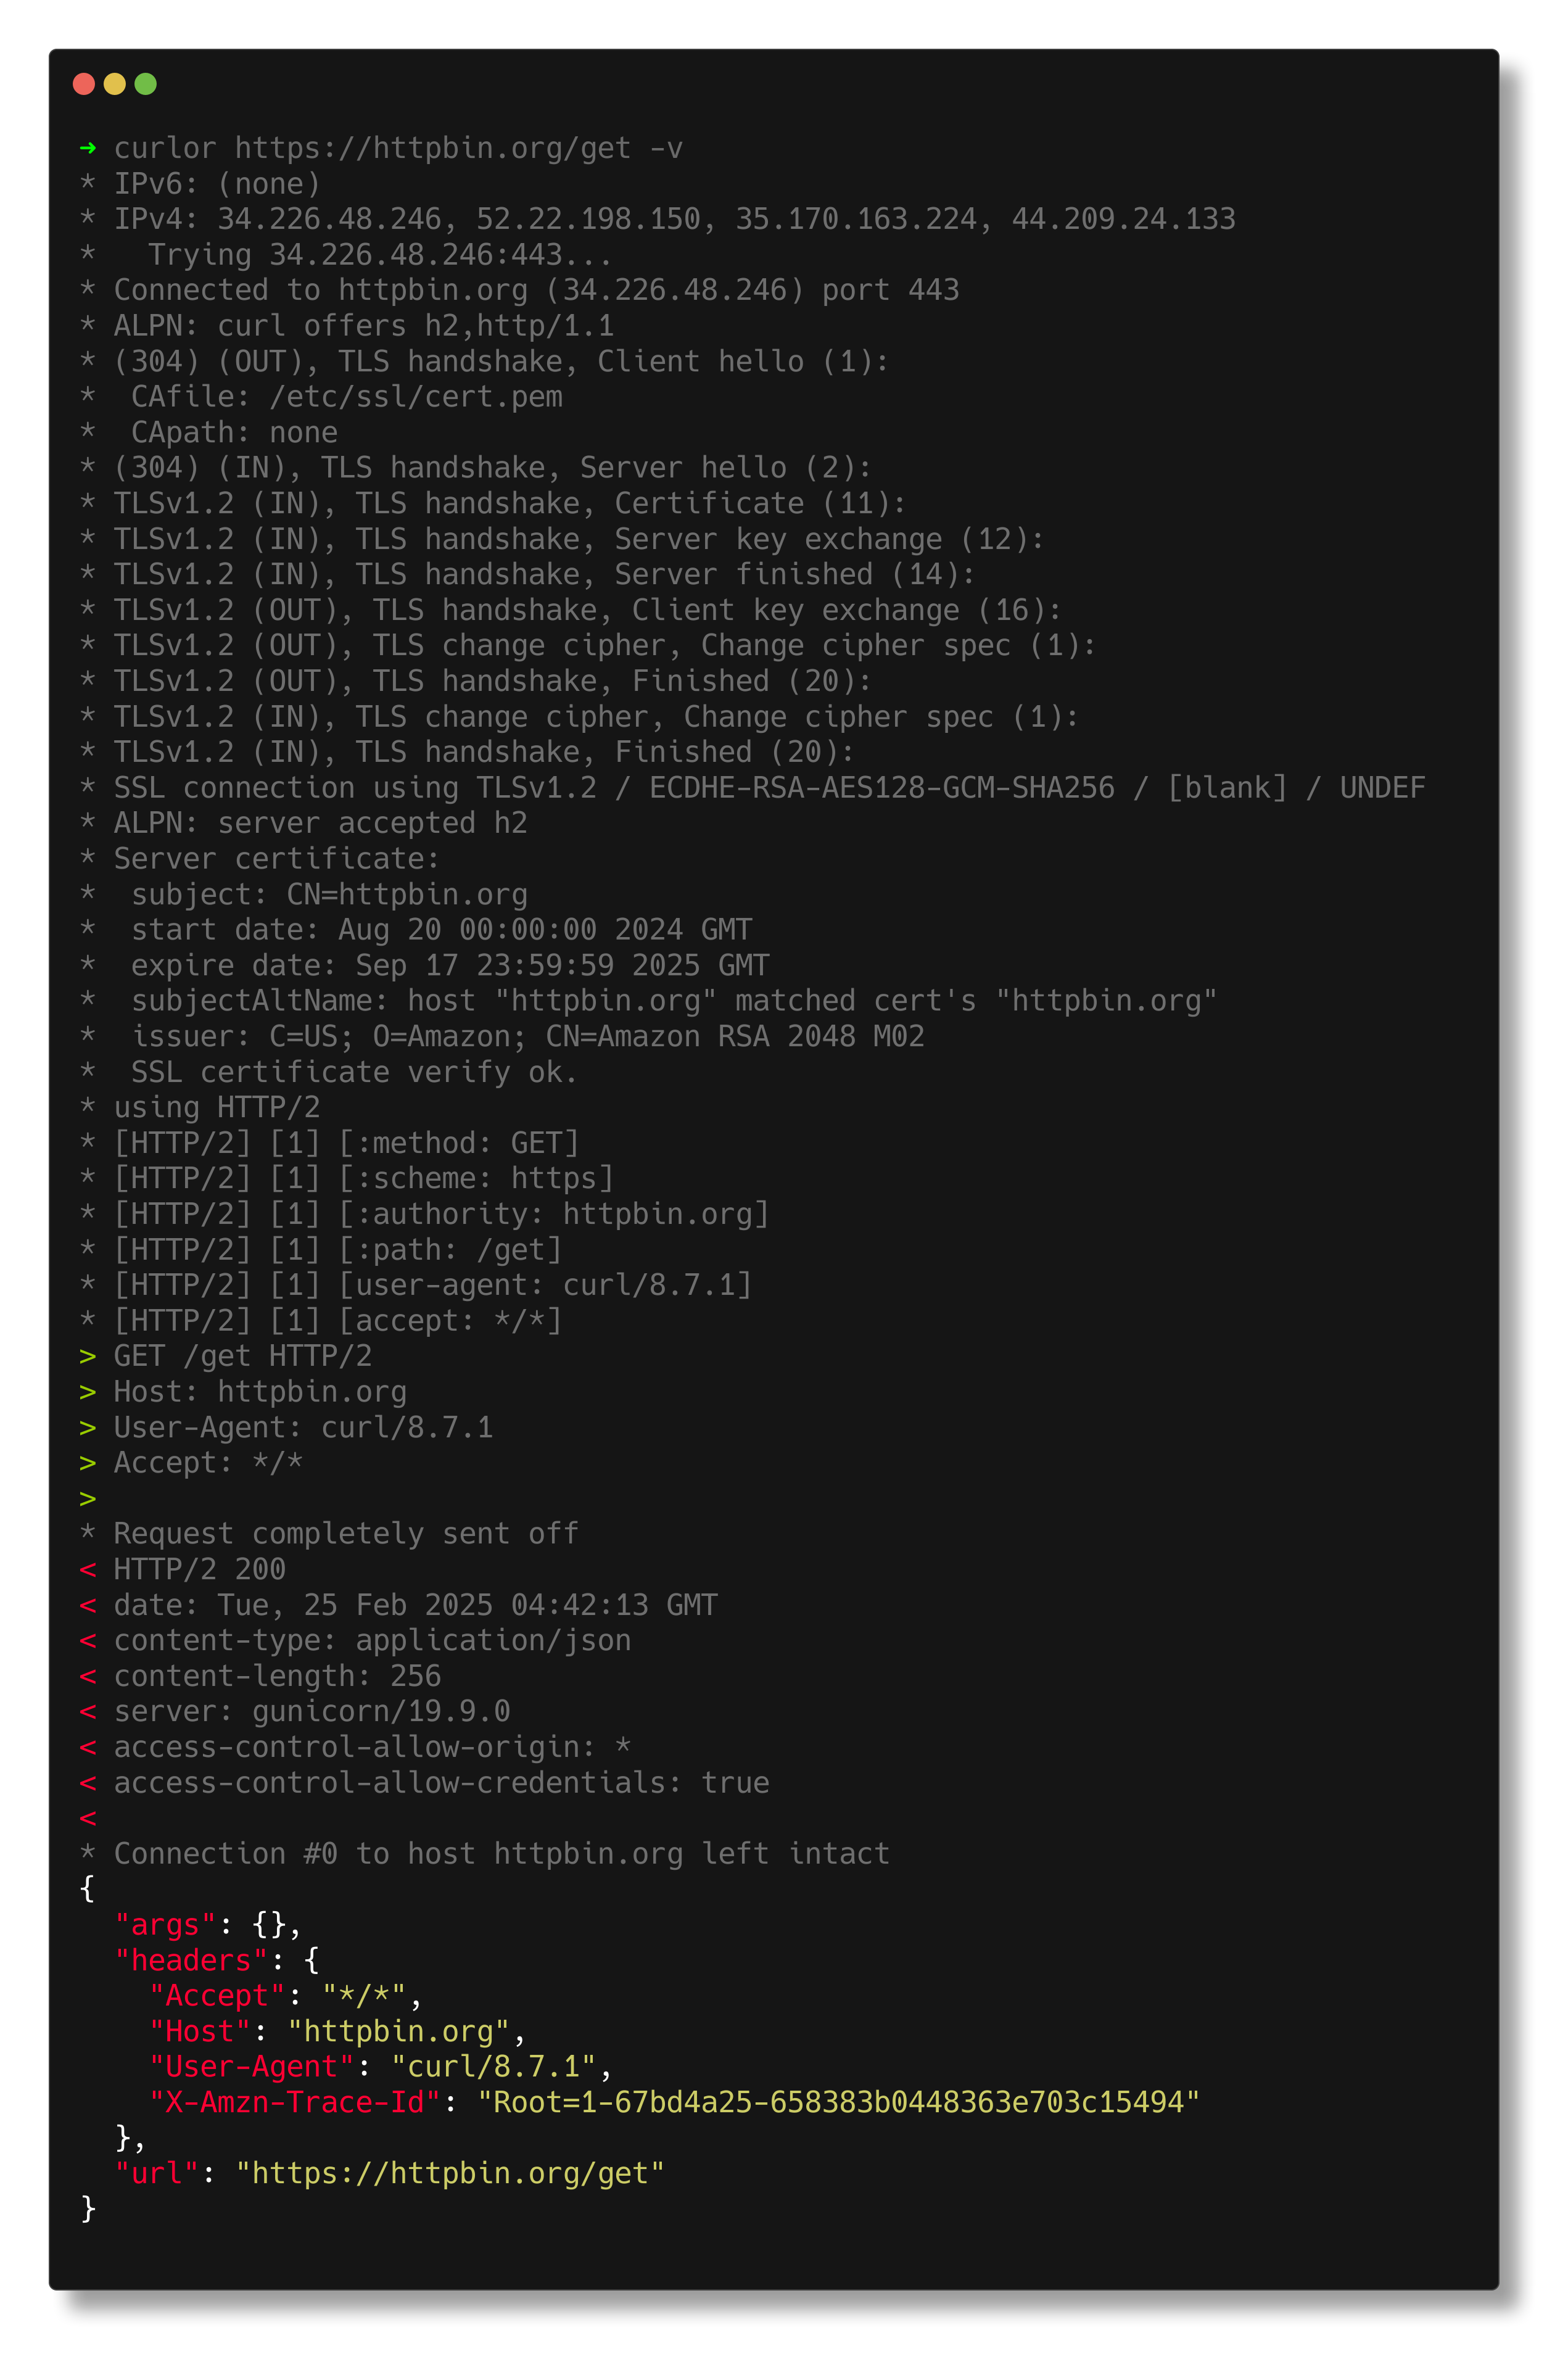 ➜ curlor https://httpbin.org/get -v
* IPv6: (none)
* IPv4: 34.226.48.246, 52.22.198.150, 35.170.163.224, 44.209.24.133
*   Trying 34.226.48.246:443...
* Connected to httpbin.org (34.226.48.246) port 443
* ALPN: curl offers h2,http/1.1
* (304) (OUT), TLS handshake, Client hello (1):
*  CAfile: /etc/ssl/cert.pem
*  CApath: none
* (304) (IN), TLS handshake, Server hello (2):
* TLSv1.2 (IN), TLS handshake, Certificate (11):
* TLSv1.2 (IN), TLS handshake, Server key exchange (12):
* TLSv1.2 (IN), TLS handshake, Server finished (14):
* TLSv1.2 (OUT), TLS handshake, Client key exchange (16):
* TLSv1.2 (OUT), TLS change cipher, Change cipher spec (1):
* TLSv1.2 (OUT), TLS handshake, Finished (20):
* TLSv1.2 (IN), TLS change cipher, Change cipher spec (1):
* TLSv1.2 (IN), TLS handshake, Finished (20):
* SSL connection using TLSv1.2 / ECDHE-RSA-AES128-GCM-SHA256 / [blank] / UNDEF
* ALPN: server accepted h2
* Server certificate:
*  subject: CN=httpbin.org
*  start date: Aug 20 00:00:00 2024 GMT
*  expire date: Sep 17 23:59:59 2025 GMT
*  subjectAltName: host "httpbin.org" matched cert's "httpbin.org"
*  issuer: C=US; O=Amazon; CN=Amazon RSA 2048 M02
*  SSL certificate verify ok.
* using HTTP/2
* [HTTP/2] [1] [:method: GET]
* [HTTP/2] [1] [:scheme: https]
* [HTTP/2] [1] [:authority: httpbin.org]
* [HTTP/2] [1] [:path: /get]
* [HTTP/2] [1] [user-agent: curl/8.7.1]
* [HTTP/2] [1] [accept: */*]
> GET /get HTTP/2
> Host: httpbin.org
> User-Agent: curl/8.7.1
> Accept: */*
>
* Request completely sent off
< HTTP/2 200
< date: Tue, 25 Feb 2025 04:42:13 GMT
< content-type: application/json
< content-length: 256
< server: gunicorn/19.9.0
< access-control-allow-origin: *
< access-control-allow-credentials: true
<
* Connection #0 to host httpbin.org left intact
{
  "args": {},
  "headers": {
    "Accept": "*/*",
    "Host": "httpbin.org",
    "User-Agent": "curl/8.7.1",
    "X-Amzn-Trace-Id": "Root=1-67bd4a25-658383b0448363e703c15494"
  },
  "url": "https://httpbin.org/get"
}